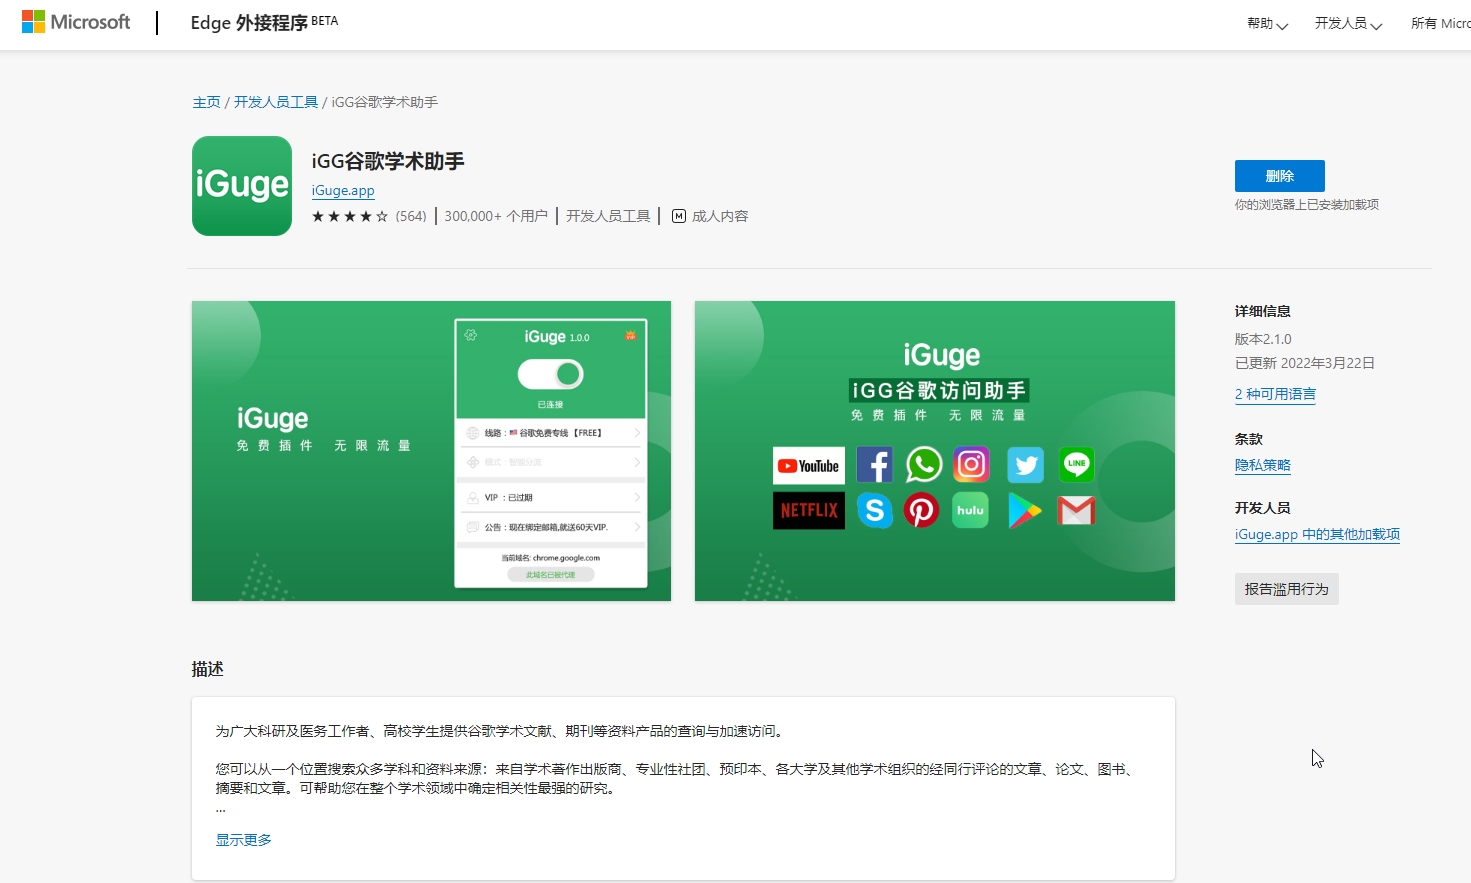 Microsoft
Edge 外接程序 BETA
帮助
开发人员
所有 Micro
主页 / 开发人员工具 / iGG谷歌学术助手
iGuge
iGG谷歌学术助手
iGuge.app
(564) 300,000+ 个用户 开发人员工具 M 成人内容
删除
你的浏览器上已安装加载项
iGuge
免费插件 无限流量
iGuge 1.0.0
已连接
线路：谷歌免费专线 【FREE】
模式：智能分流
VIP ：已过期
公告：现在绑定邮箱,就送60天VIP.
当前域名: chrome.google.com
此域名已被代理
iGuge
iGG谷歌访问助手
免费插件 无限流量
YouTube
LINE
NETFLIX
hulu
详细信息
版本2.1.0
已更新 2022年3月22日
2 种可用语言
条款
隐私策略
开发人员
iGuge.app 中的其他加载项
报告滥用行为
描述
为广大科研及医务工作者、高校学生提供谷歌学术文献、期刊等资料产品的查询与加速访问。
您可以从一个位置搜索众多学科和资料来源：来自学术著作出版商、专业性社团、预印本、各大学及其他学术组织的经同行评论的文章、论文、图书、
摘要和文章。可帮助您在整个学术领域中确定相关性最强的研究。
...
显示更多